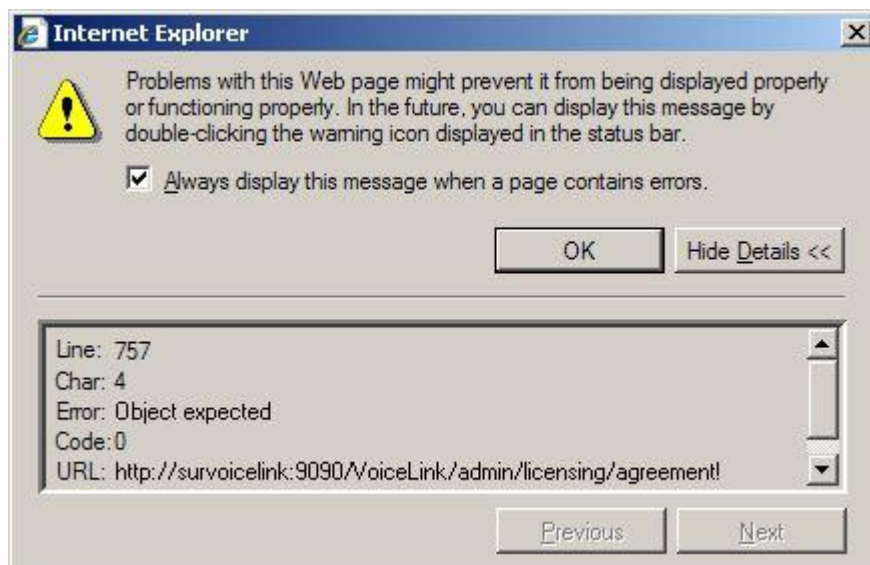 Internet Explorer
Problems with this Web page might prevent it from being displayed properly
or functioning properly. In the future, you can display this message by
double-clicking the warning icon displayed in the status bar.
Always display this message when a page contains errors.
OK
Hide Details <<
Line: 757
Char: 4
Error: Object expected
Code:0
URL: http://survoicelink:9090/VoiceLink/admin/licensing/agreement!
Previous
Next